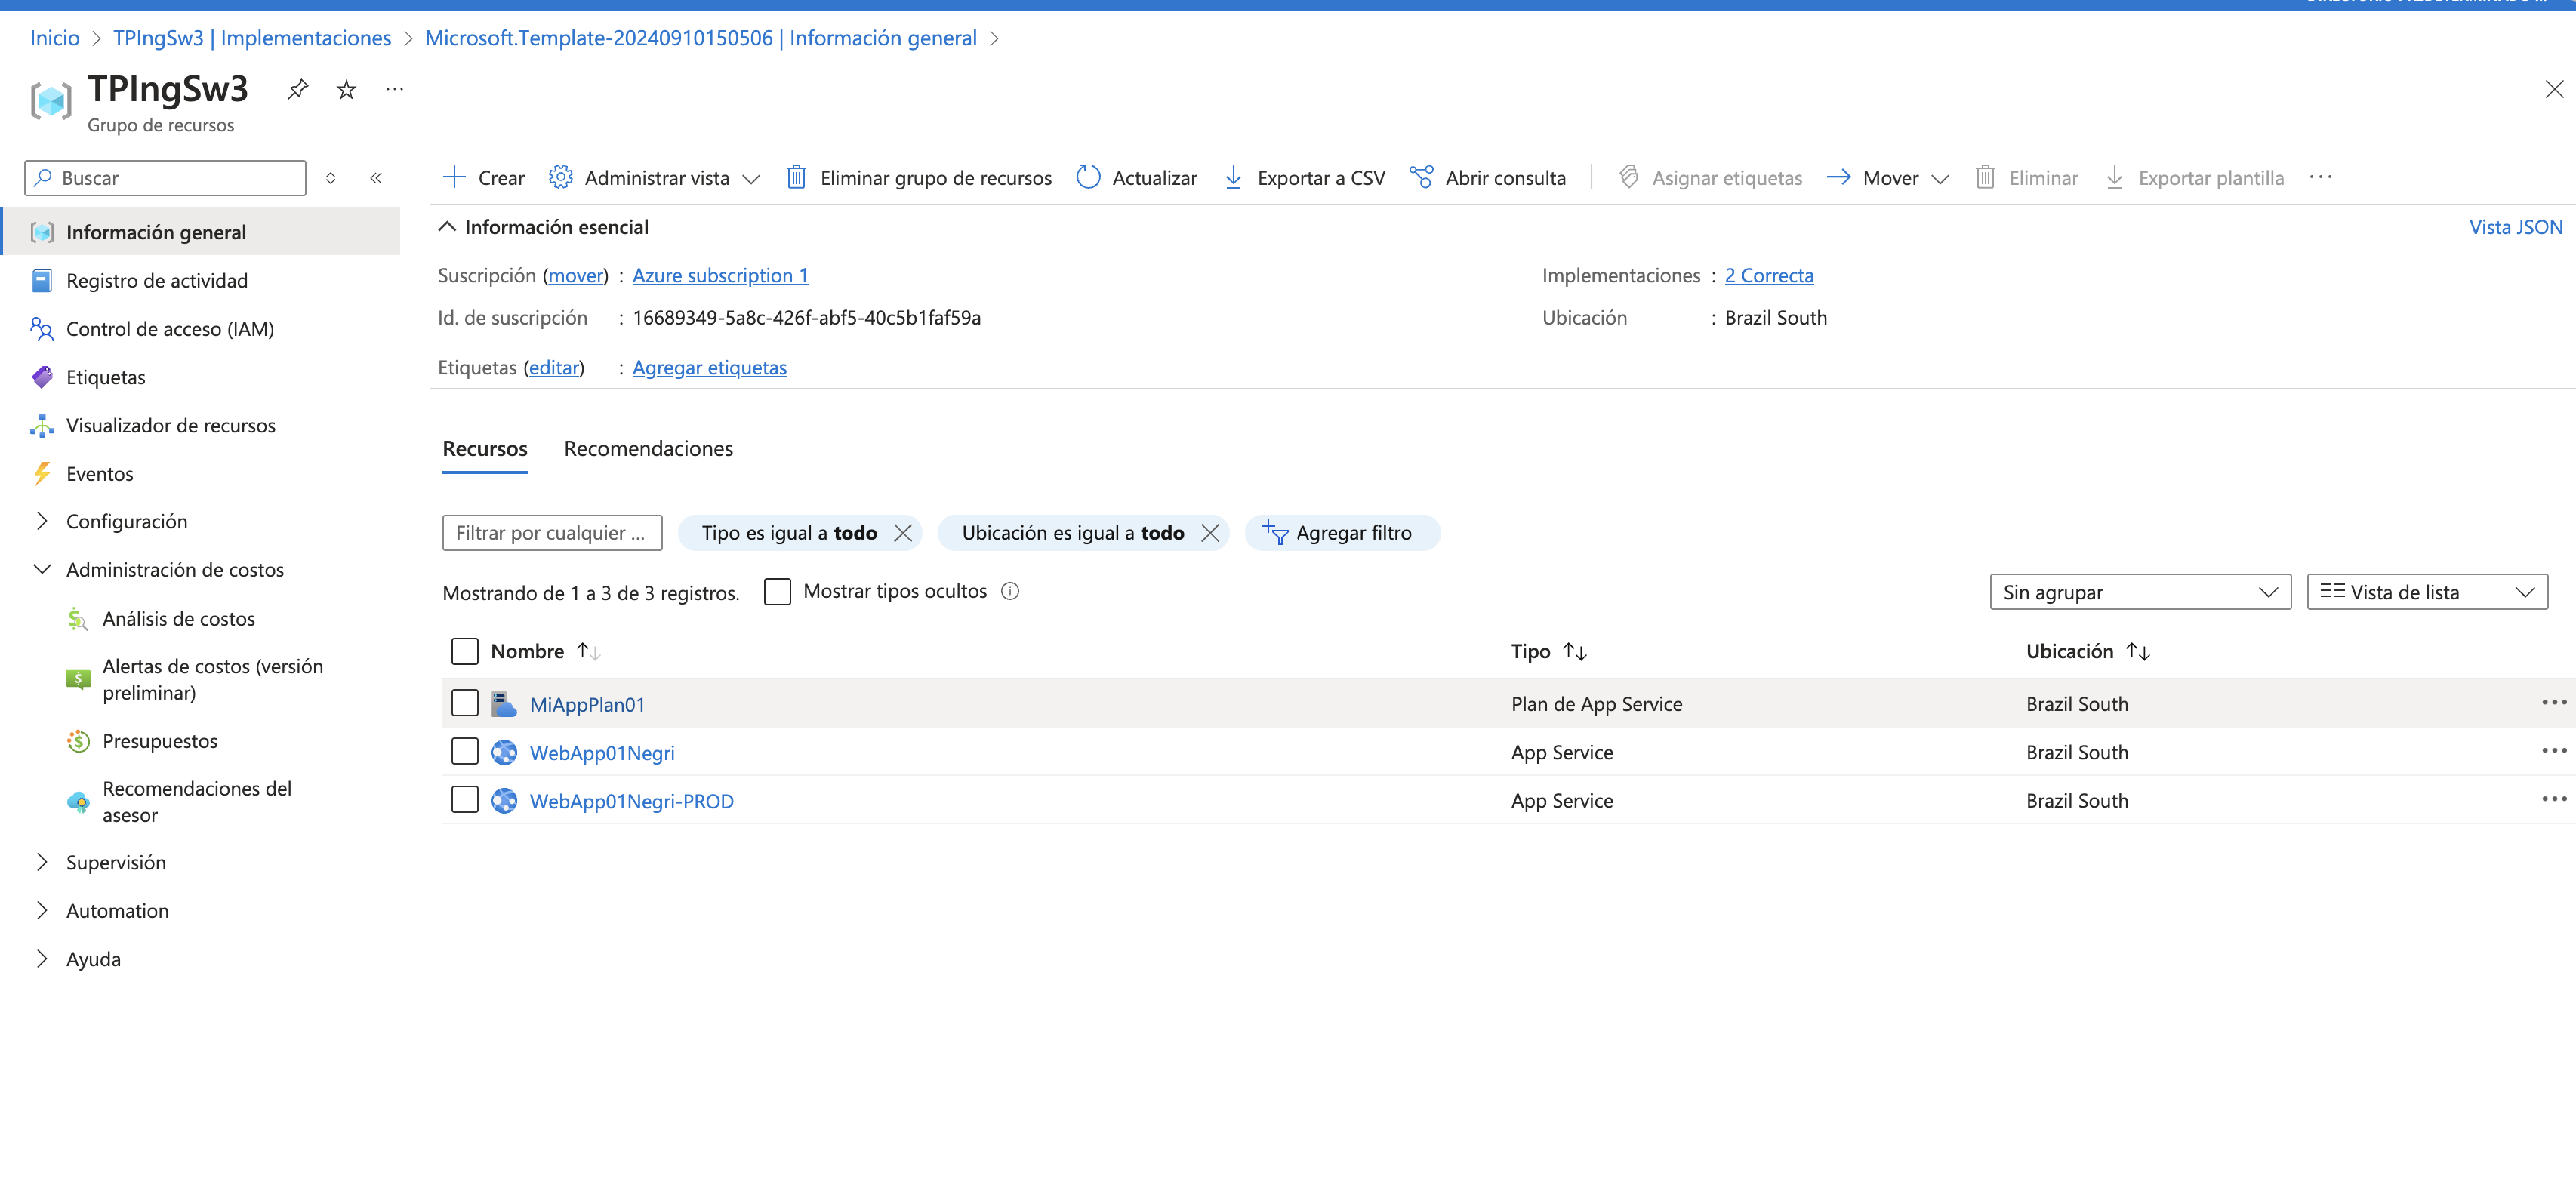 Inicio > TPIngSw3 | Implementaciones > Microsoft.Template-20240910150506 | Información general >
TPIngSw3
Grupo de recursos
Buscar
Información general
Registro de actividad
Control de acceso (IAM)
Etiquetas
Visualizador de recursos
Eventos
Configuración
Administración de costos
Análisis de costos
Alertas de costos (versión
preliminar)
Presupuestos
Recomendaciones del
asesor
Supervisión
Automation
Ayuda
Crear Administrar vista Eliminar grupo de recursos Actualizar Exportar a CSV Abrir consulta Asignar etiquetas Mover Eliminar Exportar plantilla ...
Información esencial Vista JSON
Suscripción (mover) : Azure subscription 1 Implementaciones : 2 Correcta
Id. de suscripción : 16689349-5a8c-426f-abf5-40c5b1faf59a Ubicación : Brazil South
Etiquetas (editar) : Agregar etiquetas
Recursos Recomendaciones
Filtrar por cualquier ... Tipo es igual a todo Ubicación es igual a todo Agregar filtro
Mostrando de 1 a 3 de 3 registros. Mostrar tipos ocultos Sin agrupar Vista de lista
Nombre Tipo Ubicación
MiAppPlan01 Plan de App Service Brazil South
WebApp01Negri App Service Brazil South
WebApp01Negri-PROD App Service Brazil South